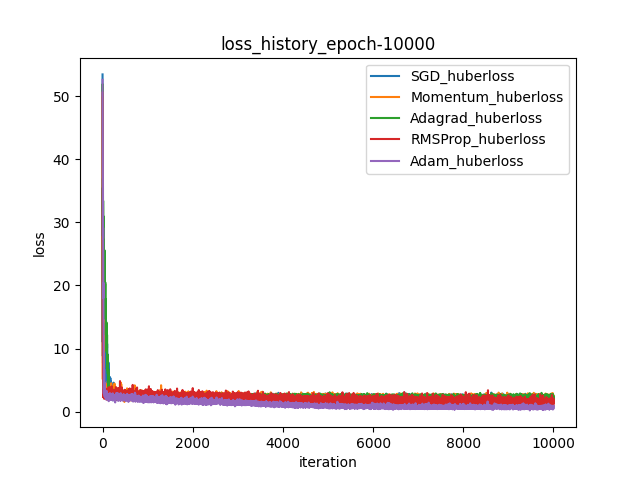 loss_history_epoch-10000
SGD_huberloss
Momentum_huberloss
Adagrad_huberloss
RMSProp_huberloss
Adam_huberloss
50
40
30
20
10
0
loss
0 2000 4000 6000 8000 10000
iteration